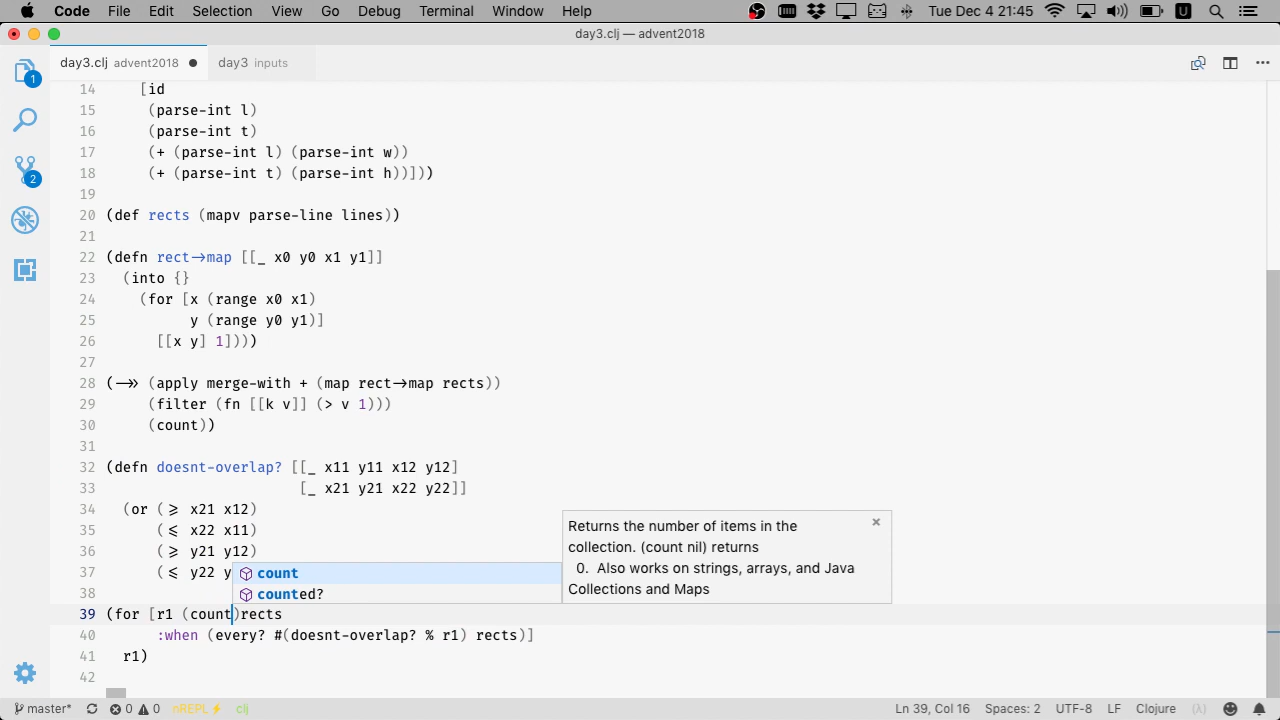 Code File Edit Selection View Go Debug Terminal Window Help Tue Dec 4 21:45 U
day3.clj — advent2018
day3.clj advent2018 ● day3 inputs
1
2
14 [id
15 (parse-int l)
16 (parse-int t)
17 (+ (parse-int l) (parse-int w))
18 (+ (parse-int t) (parse-int h))]))
19
20 (def rects (mapv parse-line lines))
21
22 (defn rect→map [[_ x0 y0 x1 y1]]
23 (into {}
24 (for [x (range x0 x1)
25 y (range y0 y1)]
26 [[x y] 1])))
27
28 (->> (apply merge-with + (map rect→map rects))
29 (filter (fn [[k v]] (> v 1)))
30 (count))
31
32 (defn doesnt-overlap? [[_ x11 y11 x12 y12]
33 [_ x21 y21 x22 y22]]
34 (or (⩾ x21 x12)
35 (⩽ x22 x11)
36 (⩾ y21 y12)
37 (⩽ y22 y
38
39 (for [r1 (count)rects
40 :when (every? #(doesnt-overlap? % r1) rects)]
41 r1)
42
count
counted?
Returns the number of items in the
collection. (count nil) returns
0. Also works on strings, arrays, and Java
Collections and Maps
×
master* 0 0 nREPL⚡ clj Ln 39, Col 16 Spaces: 2 UTF-8 LF Clojure (λ)